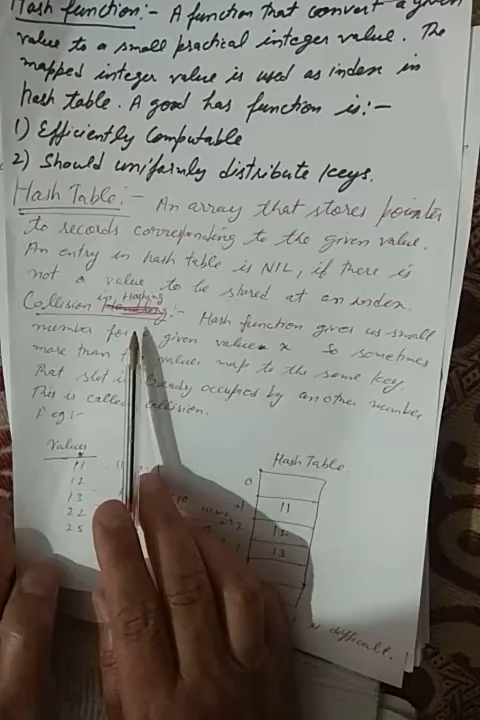 Hash function:- A function that convert a given
value to a small practical integer value. The
mapped integer value is used as index in
hash table. A good has function is:-
1) Efficiently Computable
2) Should uniformly distribute keys.
Hash Table:- An array that stores pointer
to records corresponding to the given value.
An entry in hash table is NIL, if there is
not a value to be stored at an index.
Collision in Hashing:- Hash function gives us small
number for given value x So sometimes
more than values map to the same key.
that slot already occupied by another number
This is called collision.
eg:-
Values
Hash Table
11
0
12
13
11
22
12
25
13
is difficult.